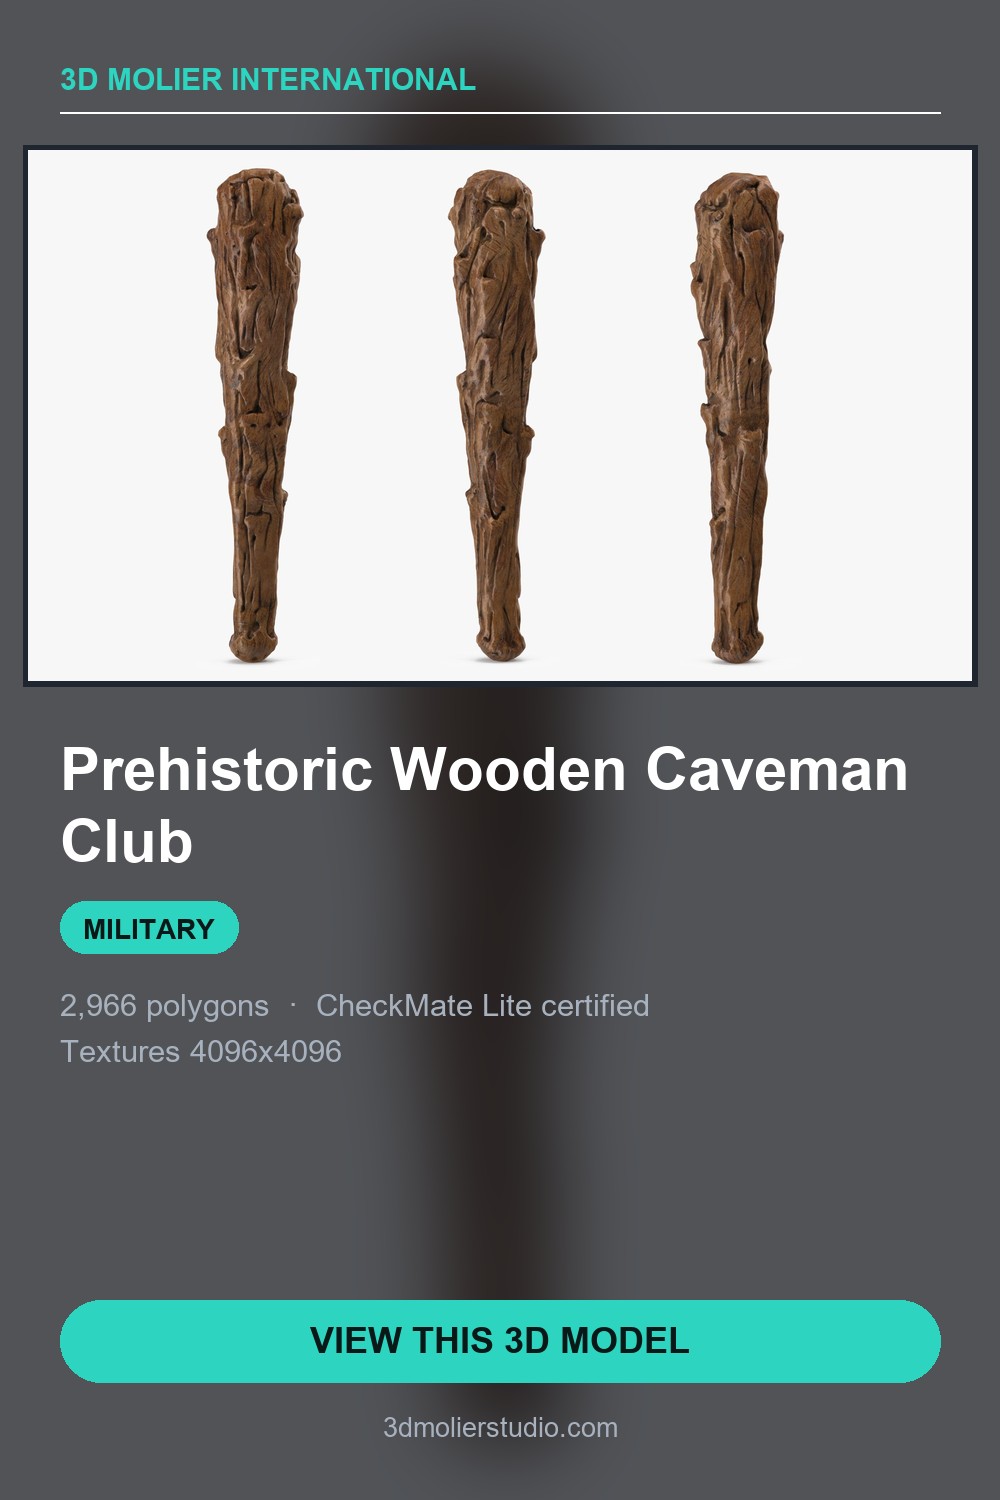 3D MOLIER INTERNATIONAL
Prehistoric Wooden Caveman
Club
MILITARY
2,966 polygons · CheckMate Lite certified
Textures 4096x4096
VIEW THIS 3D MODEL
3dmolierstudio.com